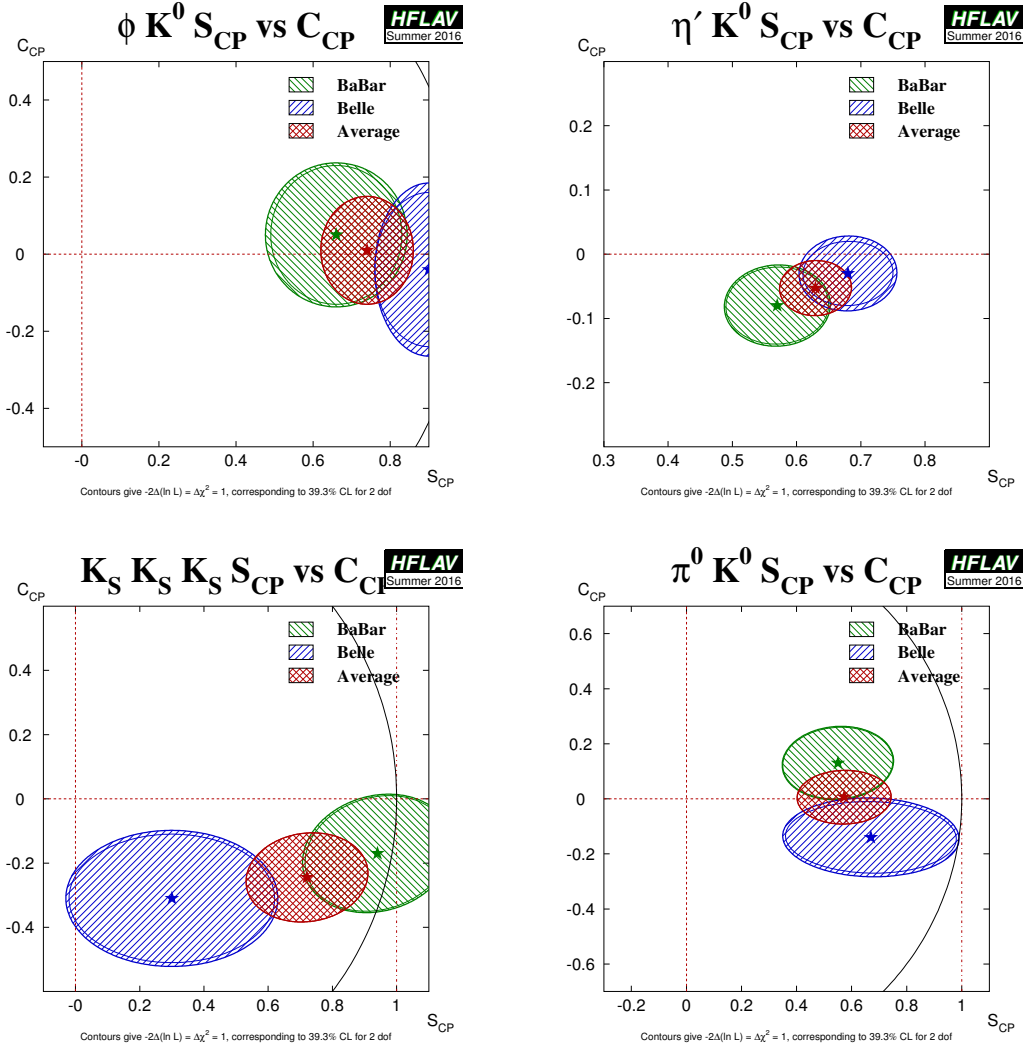 ϕ K⁰ S_CP vs C_CP
HFLAV
Summer 2016
C_CP
BaBar
Belle
Average
0.4
0.2
0
-0.2
-0.4
-0 0.2 0.4 0.6 0.8
S_CP
Contours give -2Δ(ln L) = Δχ² = 1, corresponding to 39.3% CL for 2 dof
η′ K⁰ S_CP vs C_CP
HFLAV
Summer 2016
C_CP
BaBar
Belle
Average
0.2
0.1
0
-0.1
-0.2
0.3 0.4 0.5 0.6 0.7 0.8
S_CP
Contours give -2Δ(ln L) = Δχ² = 1, corresponding to 39.3% CL for 2 dof
K_S K_S K_S S_CP vs C_CP
HFLAV
Summer 2016
C_CP
BaBar
Belle
Average
0.4
0.2
0
-0.2
-0.4
-0 0.2 0.4 0.6 0.8 1
S_CP
Contours give -2Δ(ln L) = Δχ² = 1, corresponding to 39.3% CL for 2 dof
π⁰ K⁰ S_CP vs C_CP
HFLAV
Summer 2016
C_CP
BaBar
Belle
Average
0.6
0.4
0.2
0
-0.2
-0.4
-0.6
-0.2 0 0.2 0.4 0.6 0.8 1
S_CP
Contours give -2Δ(ln L) = Δχ² = 1, corresponding to 39.3% CL for 2 dof